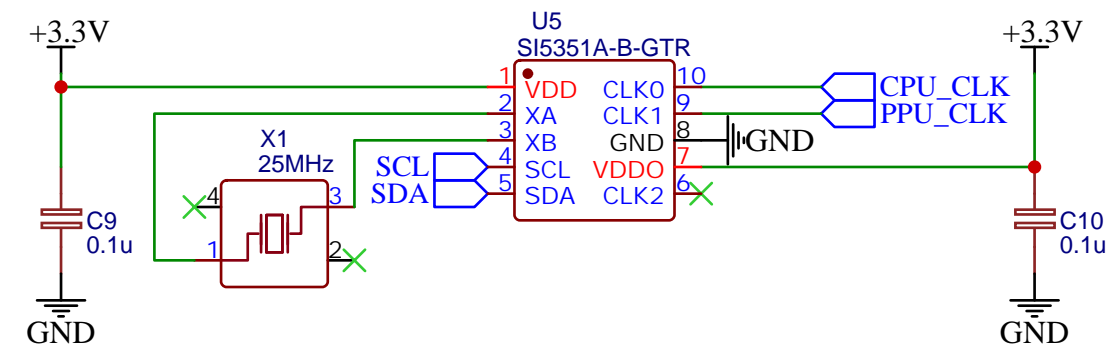 U5
SI5351A-B-GTR
+3.3V
+3.3V
1 VDD CLK0 10 CPU_CLK
2 XA CLK1 9 PPU_CLK
3 XB GND 8 GND
SCL 4 SCL VDDO 7
SDA 5 SDA CLK2 6
X1
25MHz
4 3
1 2
C9
0.1u
C10
0.1u
GND
GND